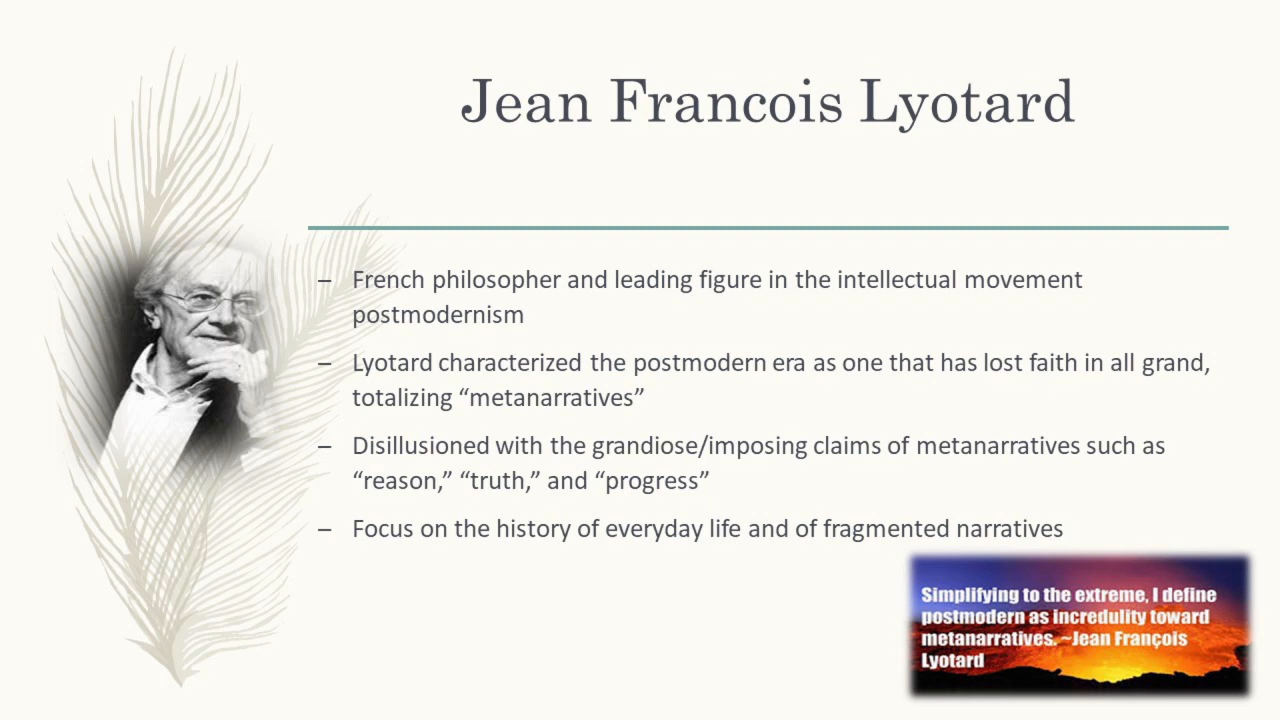 Jean Francois Lyotard
– French philosopher and leading figure in the intellectual movement
postmodernism
– Lyotard characterized the postmodern era as one that has lost faith in all grand,
totalizing “metanarratives”
– Disillusioned with the grandiose/imposing claims of metanarratives such as
“reason,” “truth,” and “progress”
– Focus on the history of everyday life and of fragmented narratives
Simplifying to the extreme, I define
postmodern as incredulity toward
metanarratives. ~Jean François
Lyotard